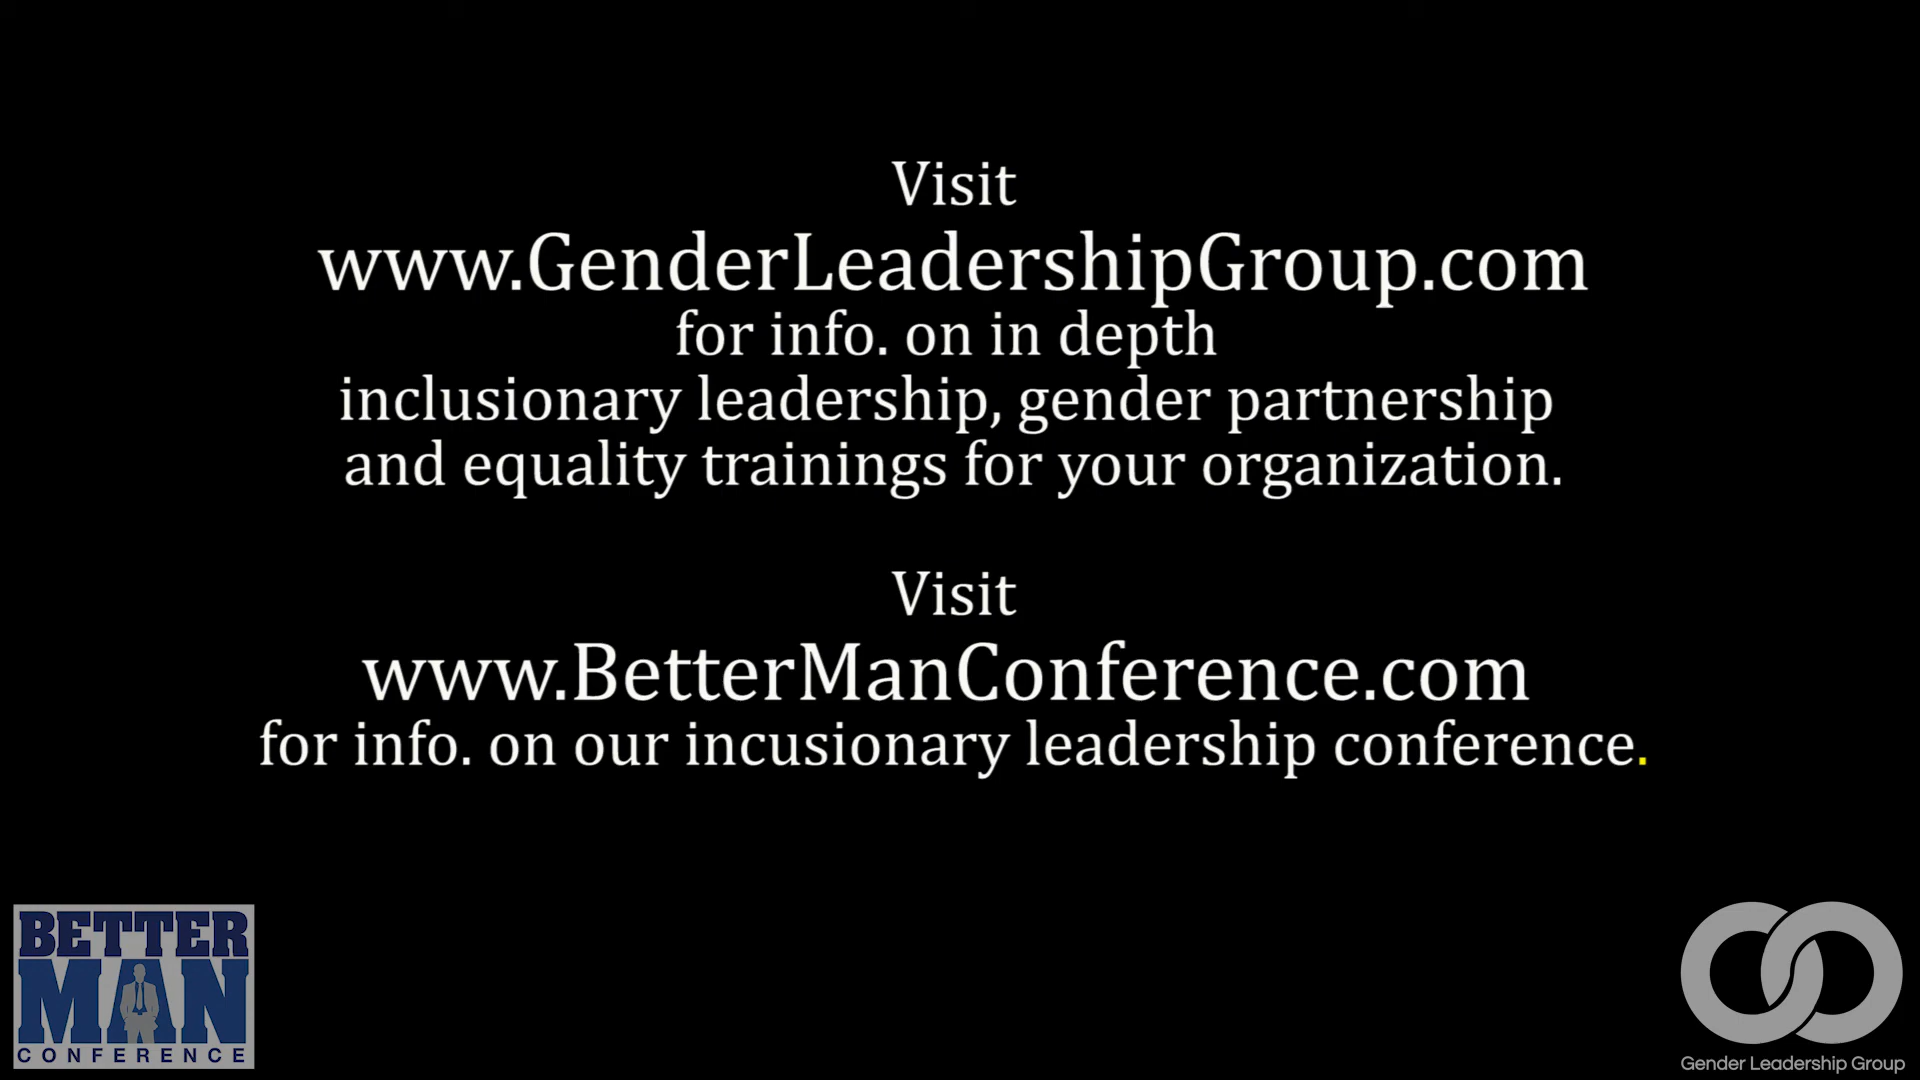 Visit
www.GenderLeadershipGroup.com
for info. on in depth
inclusionary leadership, gender partnership
and equality trainings for your organization.
Visit
www.BetterManConference.com
for info. on our incusionary leadership conference.
BETTER
MAN
CONFERENCE
Gender Leadership Group